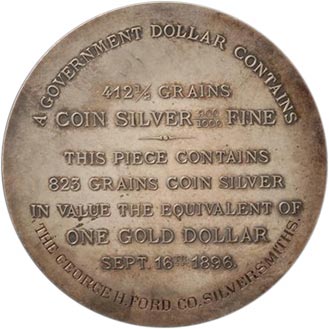 A GOVERNMENT DOLLAR CONTAINS
412½ GRAINS
COIN SILVER 900/1000 FINE
THIS PIECE CONTAINS
823 GRAINS COIN SILVER
IN VALUE THE EQUIVALENT OF
ONE GOLD DOLLAR
SEPT. 16TH 1896.
THE GEORGE H. FORD. CO. SILVERSMITHS.